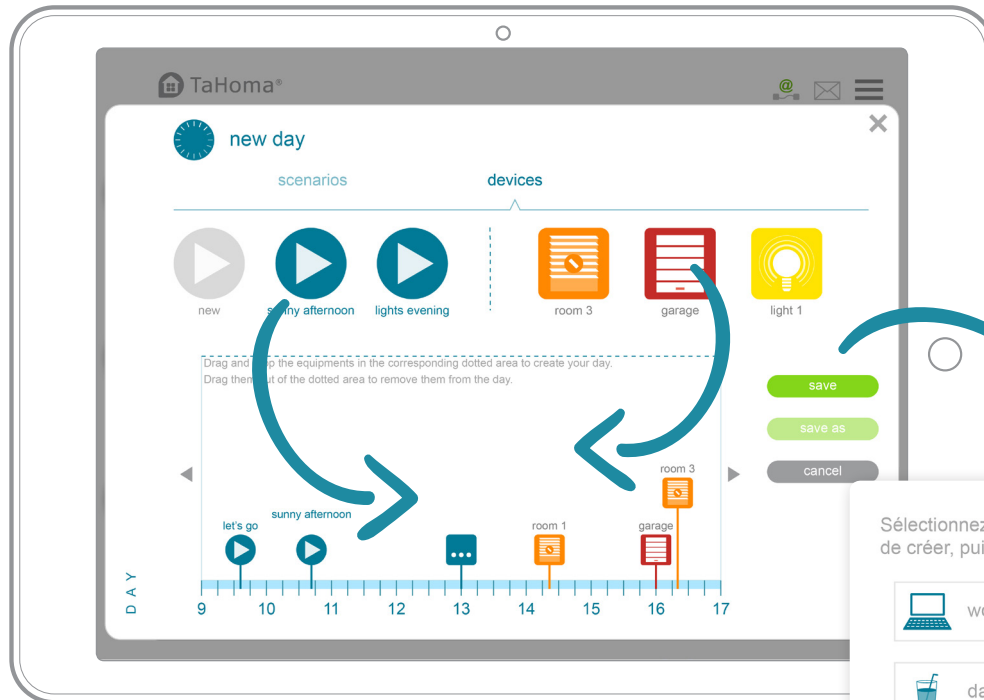 TaHoma®
@
new day
scenarios
devices
new
sunny afternoon
lights evening
room 3
garage
light 1
Drag and drop the equipments in the corresponding dotted area to create your day.
Drag them out of the dotted area to remove them from the day.
save
save as
cancel
room 3
let's go
sunny afternoon
room 1
garage
DAY
9 10 11 12 13 14 15 16 17
Sélectionnez
de créer, pui
wo
da